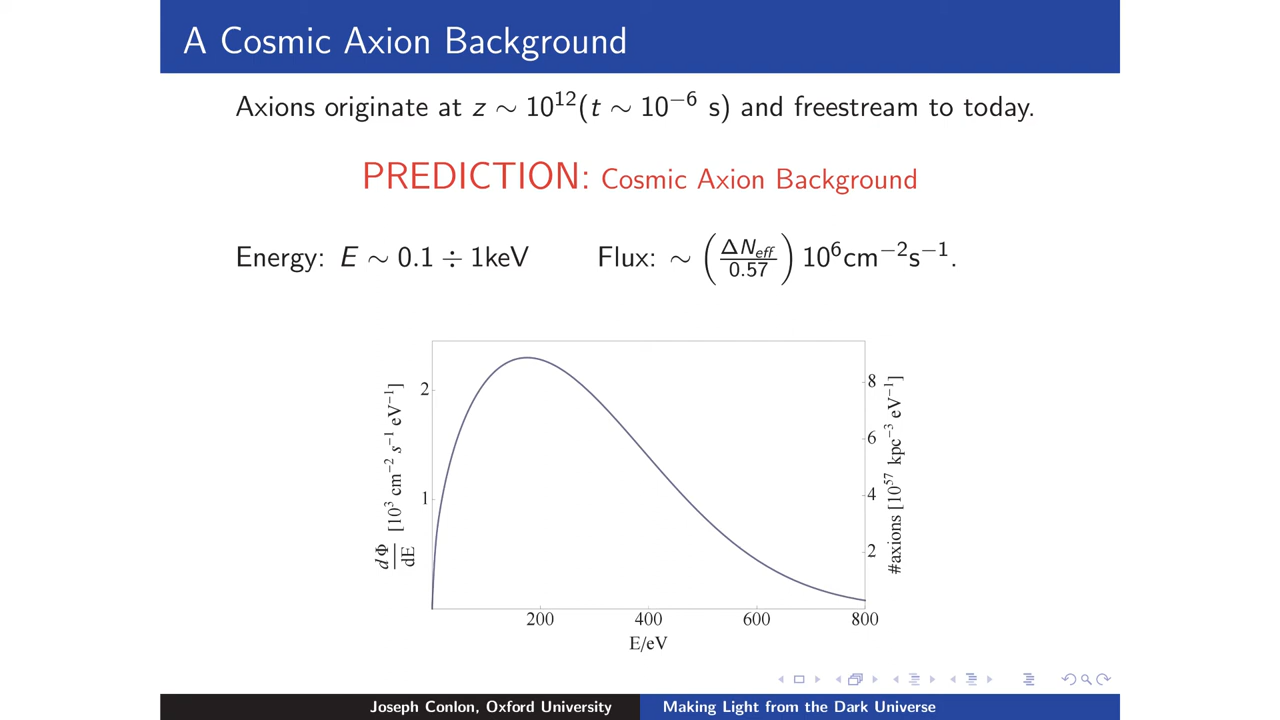 A Cosmic Axion Background
Axions originate at z ∼ 10^12(t ∼ 10^−6 s) and freestream to today.
PREDICTION: Cosmic Axion Background
Energy: E ∼ 0.1 ÷ 1keV Flux: ∼ (ΔN_eff/0.57) 10^6cm^−2s^−1.
dΦ/dE [10^3 cm^−2 s^−1 eV^−1]
2
1
8
6
4
2
#axions [10^57 kpc^−3 eV^−1]
200 400 600 800
E/eV
Joseph Conlon, Oxford University Making Light from the Dark Universe